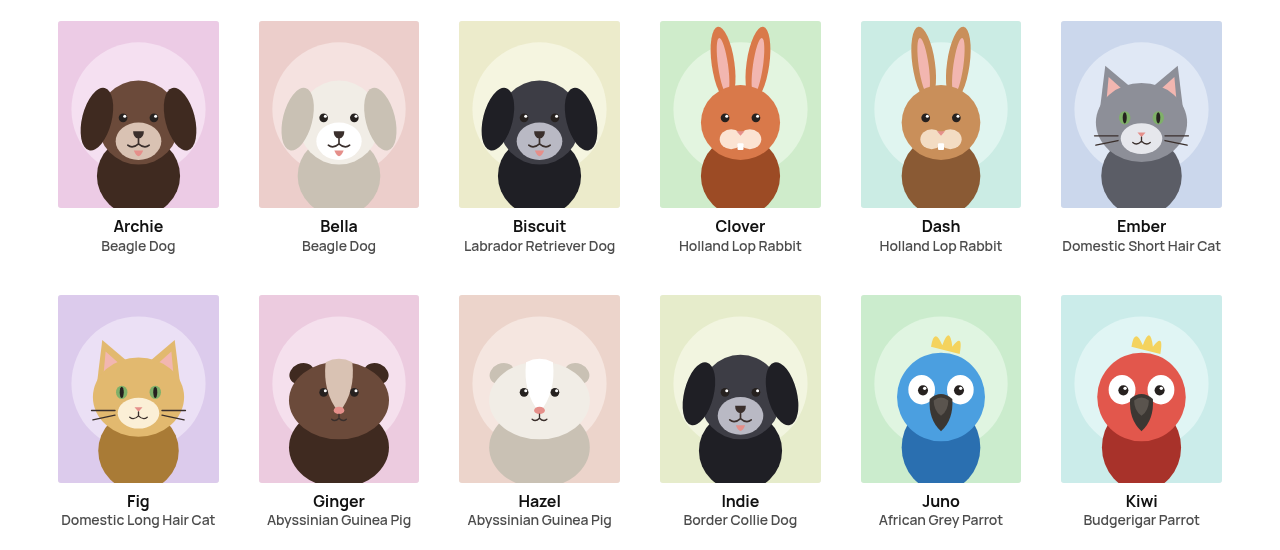 Archie
Beagle Dog
Bella
Beagle Dog
Biscuit
Labrador Retriever Dog
Clover
Holland Lop Rabbit
Dash
Holland Lop Rabbit
Ember
Domestic Short Hair Cat
Fig
Domestic Long Hair Cat
Ginger
Abyssinian Guinea Pig
Hazel
Abyssinian Guinea Pig
Indie
Border Collie Dog
Juno
African Grey Parrot
Kiwi
Budgerigar Parrot